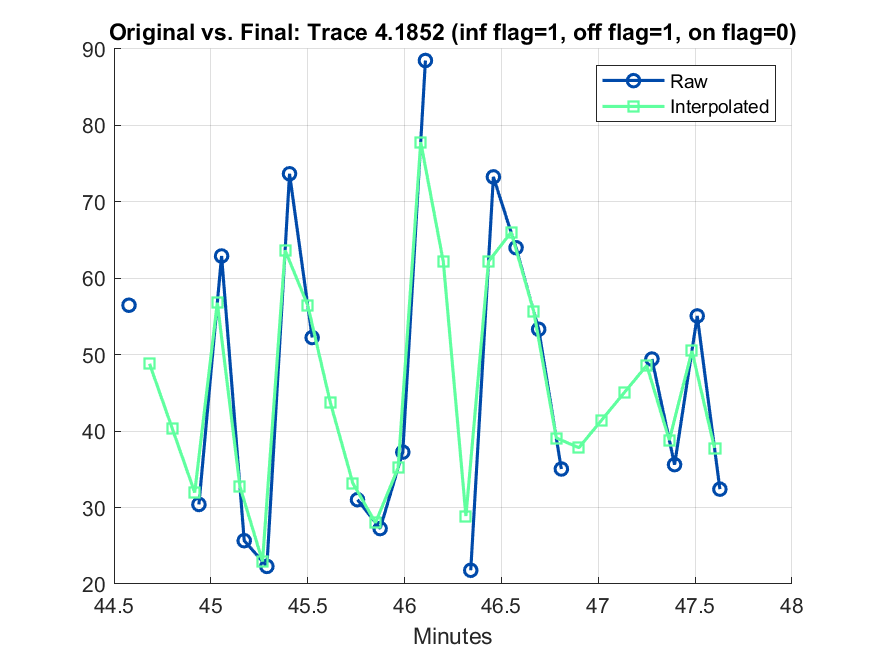 Original vs. Final: Trace 4.1852 (inf flag=1, off flag=1, on flag=0)
90
80
70
60
50
40
30
20
Raw
Interpolated
44.5 45 45.5 46 46.5 47 47.5 48
Minutes